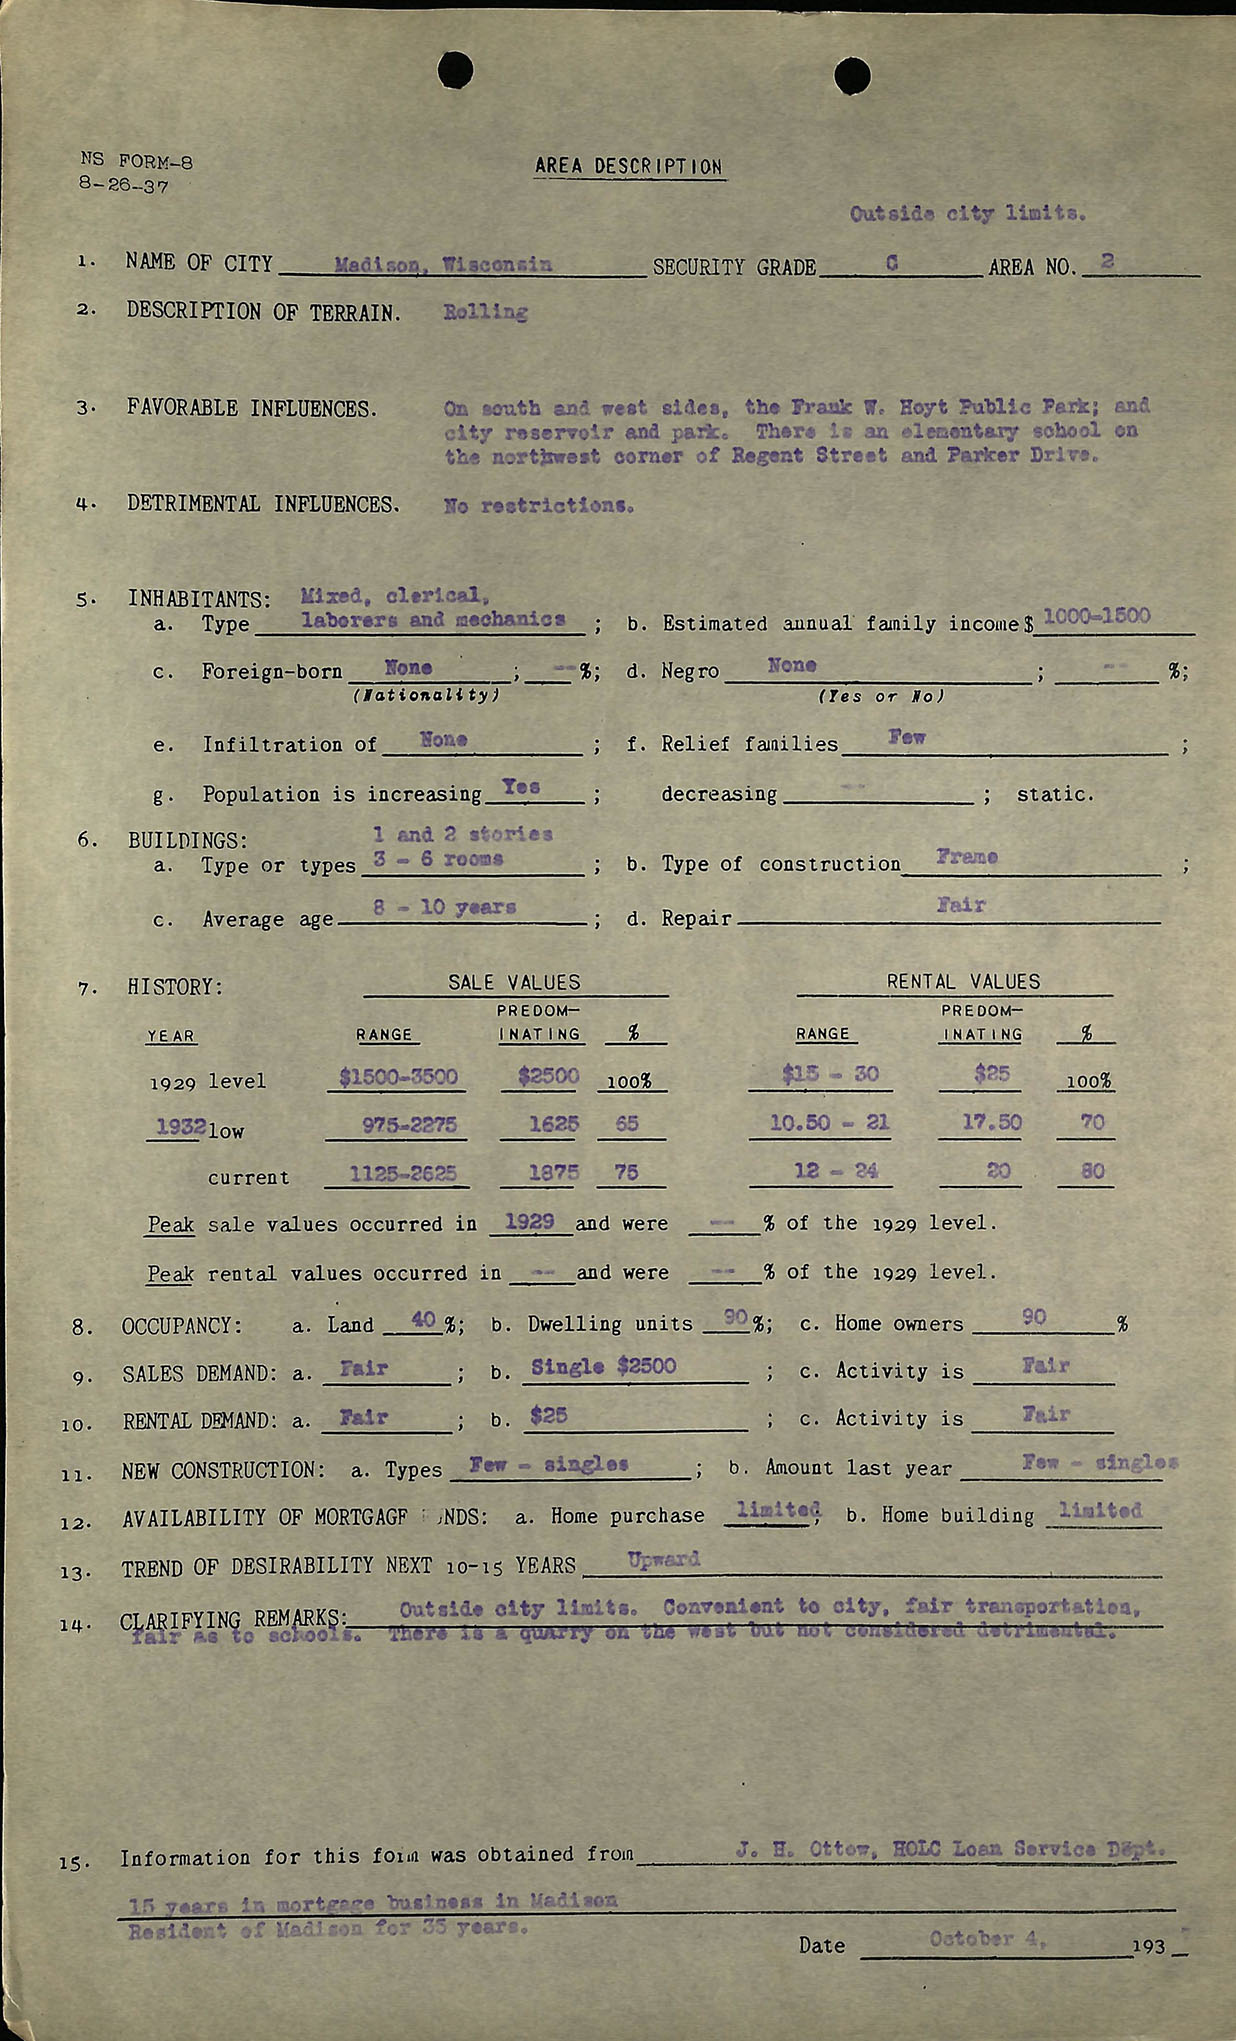 NS FORM-8
8-26-37
AREA DESCRIPTION
Outside city limits.
1. NAME OF CITY Madison, Wisconsin SECURITY GRADE C AREA NO. 2
2. DESCRIPTION OF TERRAIN. Rolling
3. FAVORABLE INFLUENCES. On south and west sides, the Frank W. Hoyt Public Park; and
city reservoir and park. There is an elementary school on
the northwest corner of Regent Street and Parker Drive.
4. DETRIMENTAL INFLUENCES. No restrictions.
5. INHABITANTS: Mixed, clerical,
a. Type laborers and mechanics ; b. Estimated annual family income $ 1000-1500
c. Foreign-born None ; -- %; d. Negro None ; -- %;
(Nationality) (Yes or No)
e. Infiltration of None ; f. Relief families Few ;
g. Population is increasing Yes ; decreasing -- ; static.
6. BUILDINGS: 1 and 2 stories
a. Type or types 3 - 6 rooms ; b. Type of construction Frame ;
c. Average age 8 - 10 years ; d. Repair Fair
7. HISTORY: SALE VALUES RENTAL VALUES
PREDOM- PREDOM-
YEAR RANGE INATING % RANGE INATING %
1929 level $1500-3500 $2500 100% $15 - 30 $25 100%
1932 low 975-2275 1625 65 10.50 - 21 17.50 70
current 1125-2625 1875 75 12 - 24 20 80
Peak sale values occurred in 1929 and were -- % of the 1929 level.
Peak rental values occurred in -- and were -- % of the 1929 level.
8. OCCUPANCY: a. Land 40 %; b. Dwelling units 90 %; c. Home owners 90 %
9. SALES DEMAND: a. Fair ; b. Single $2500 ; c. Activity is Fair
10. RENTAL DEMAND: a. Fair ; b. $25 ; c. Activity is Fair
11. NEW CONSTRUCTION: a. Types Few - singles ; b. Amount last year Few - singles
12. AVAILABILITY OF MORTGAGE NDS: a. Home purchase limited; b. Home building limited
13. TREND OF DESIRABILITY NEXT 10-15 YEARS Upward
14. CLARIFYING REMARKS: Outside city limits. Convenient to city, fair transportation,
fair as to schools. There is a quarry on the west but not considered detrimental.
15. Information for this form was obtained from J. H. Ottow, HOLC Loan Service Dept.
15 years in mortgage business in Madison
Resident of Madison for 35 years.
Date October 4, 193